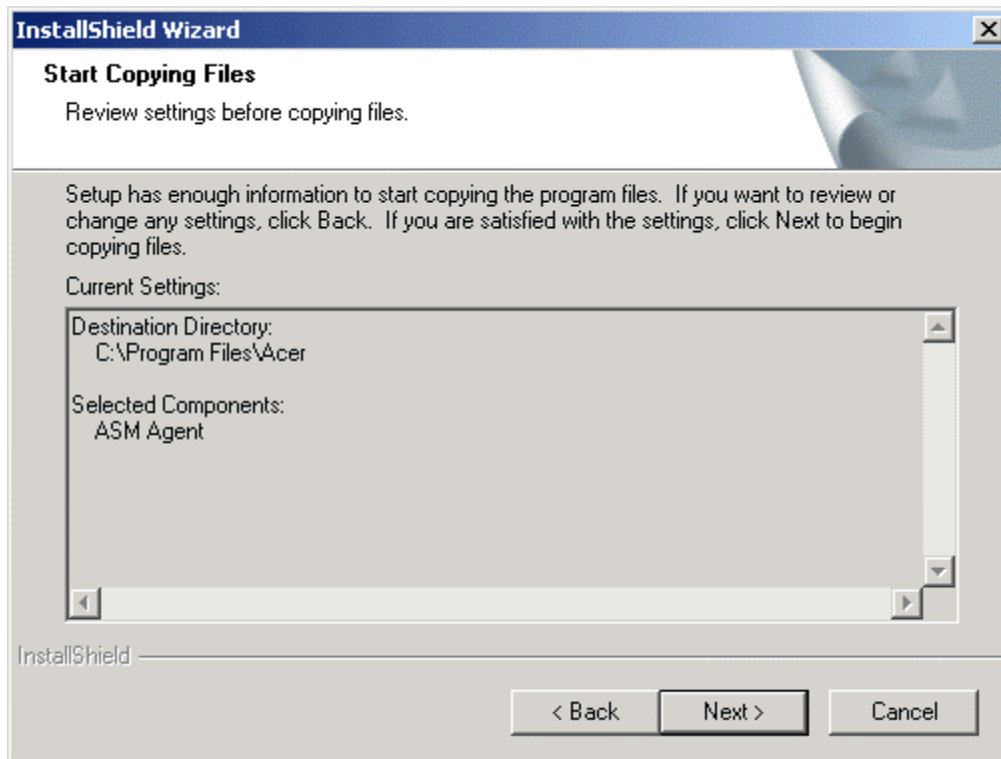 InstallShield Wizard
Start Copying Files
Review settings before copying files.
Setup has enough information to start copying the program files.  If you want to review or
change any settings, click Back.  If you are satisfied with the settings, click Next to begin
copying files.
Current Settings:
Destination Directory:
C:\Program Files\Acer
Selected Components:
ASM Agent
InstallShield
< Back
Next >
Cancel